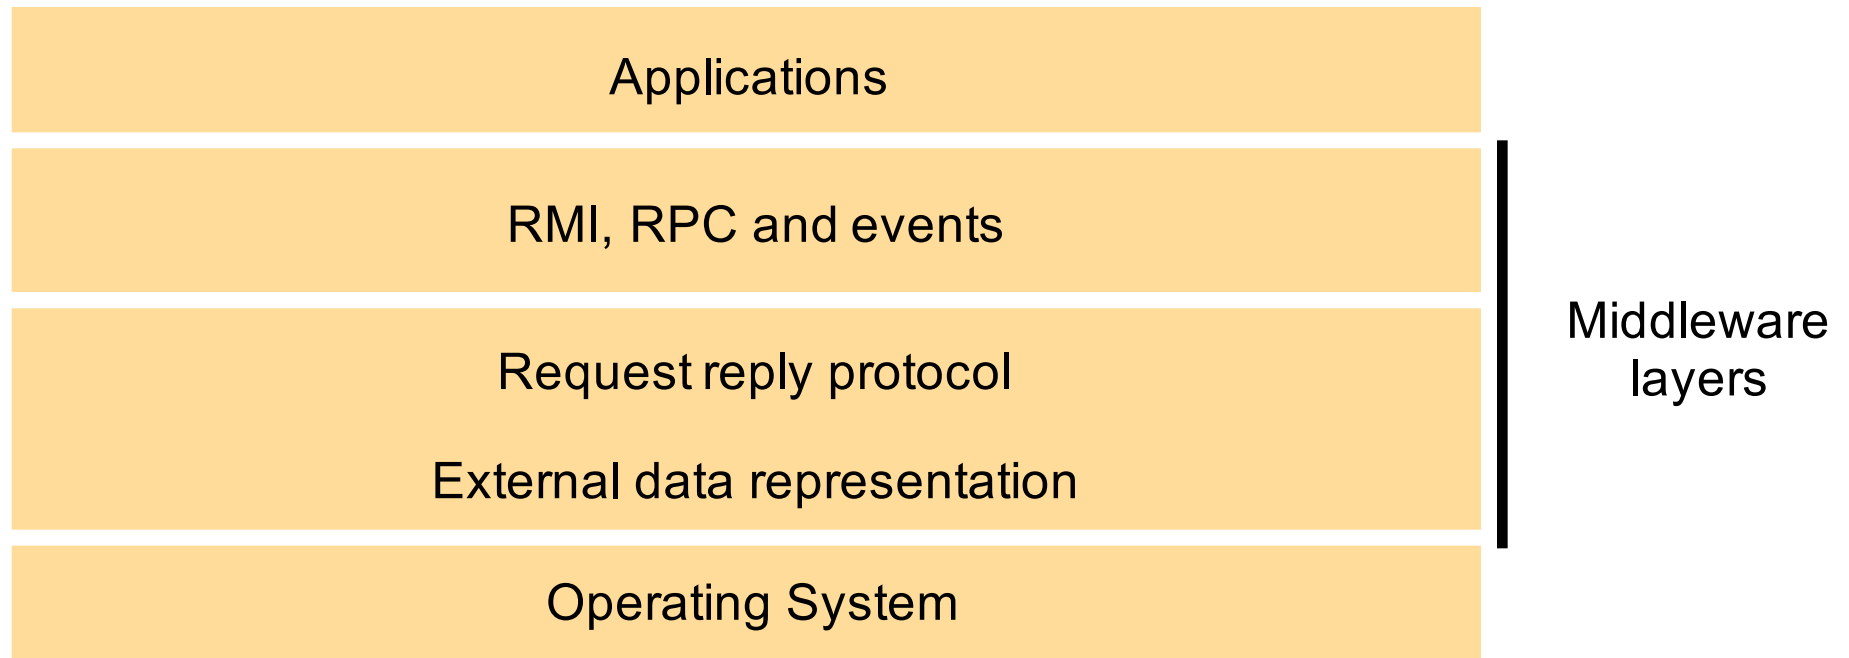 Applications
RMI, RPC and events
Request reply protocol
External data representation
Operating System
Middleware
layers